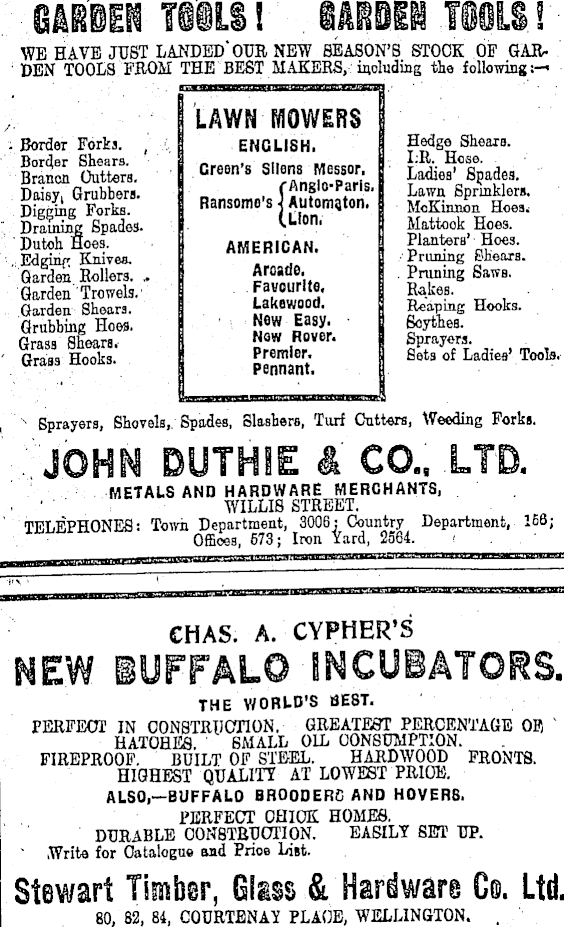 GARDEN TOOLS! GARDEN TOOLS!
WE HAVE JUST LANDED OUR NEW SEASON'S STOCK OF GAR-
DEN TOOLS FROM THE BEST MAKERS, including the following:—
Border Forks.
Border Shears.
Branch Cutters.
Daisy Grubbers.
Digging Forks.
Draining Spades.
Dutch Hoes.
Edging Knives.
Garden Rollers.
Garden Trowels.
Garden Shears.
Grubbing Hoes.
Grass Shears.
Grass Hooks.
LAWN MOWERS
ENGLISH.
Green's Silens Messor.
Ransome's { Anglo-Paris.
Automaton.
Lion.
AMERICAN.
Arcade.
Favourite.
Lakewood.
New Easy.
New Rover.
Premier.
Pennant.
Hedge Shears.
I.R. Hose.
Ladies' Spades.
Lawn Sprinklers.
McKinnon Hoes.
Mattock Hoes.
Planters' Hoes.
Pruning Shears.
Pruning Saws.
Rakes.
Reaping Hooks.
Scythes.
Sprayers.
Sets of Ladies' Tools.
Sprayers, Shovels, Spades, Slashers, Turf Cutters, Weeding Forks.
JOHN DUTHIE & CO., LTD.
METALS AND HARDWARE MERCHANTS,
WILLIS STREET.
TELEPHONES: Town Department, 3006; Country Department, 156;
Offices, 573; Iron Yard, 2564.
CHAS. A. CYPHER'S
NEW BUFFALO INCUBATORS.
THE WORLD'S BEST.
PERFECT IN CONSTRUCTION. GREATEST PERCENTAGE OF
HATCHES. SMALL OIL CONSUMPTION.
FIREPROOF. BUILT OF STEEL. HARDWOOD FRONTS.
HIGHEST QUALITY AT LOWEST PRICE.
ALSO,—BUFFALO BROODERS AND HOVERS.
PERFECT CHICK HOMES.
DURABLE CONSTRUCTION. EASILY SET UP.
Write for Catalogue and Price List.
Stewart Timber, Glass & Hardware Co. Ltd.
80, 82, 84, COURTENAY PLACE, WELLINGTON.